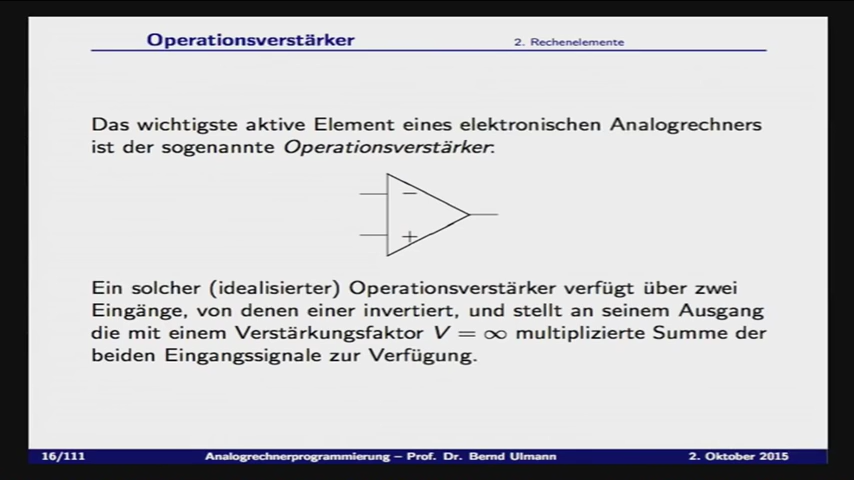 Operationsverstärker
2. Rechenelemente
Das wichtigste aktive Element eines elektronischen Analogrechners
ist der sogenannte Operationsverstärker:
−
+
Ein solcher (idealisierter) Operationsverstärker verfügt über zwei
Eingänge, von denen einer invertiert, und stellt an seinem Ausgang
die mit einem Verstärkungsfaktor V = ∞ multiplizierte Summe der
beiden Eingangssignale zur Verfügung.
16/111
Analogrechnerprogrammierung – Prof. Dr. Bernd Ulmann
2. Oktober 2015